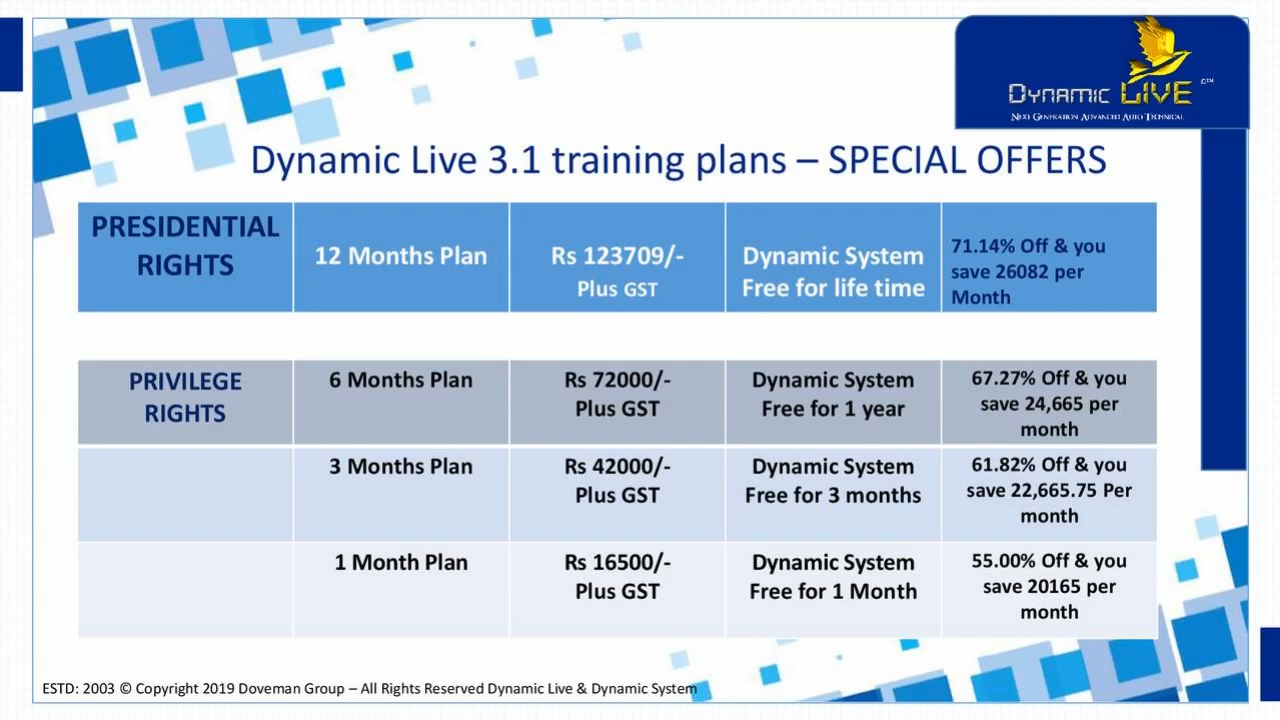 DYNAMIC LIVE ©™
NEXT GENERATION ADVANCED AUTO TECHNICAL
Dynamic Live 3.1 training plans – SPECIAL OFFERS
PRESIDENTIAL
RIGHTS
12 Months Plan
Rs 123709/-
Plus GST
Dynamic System
Free for life time
71.14% Off & you
save 26082 per
Month
PRIVILEGE
RIGHTS
6 Months Plan
Rs 72000/-
Plus GST
Dynamic System
Free for 1 year
67.27% Off & you
save 24,665 per
month
3 Months Plan
Rs 42000/-
Plus GST
Dynamic System
Free for 3 months
61.82% Off & you
save 22,665.75 Per
month
1 Month Plan
Rs 16500/-
Plus GST
Dynamic System
Free for 1 Month
55.00% Off & you
save 20165 per
month
ESTD: 2003 © Copyright 2019 Doveman Group – All Rights Reserved Dynamic Live & Dynamic System